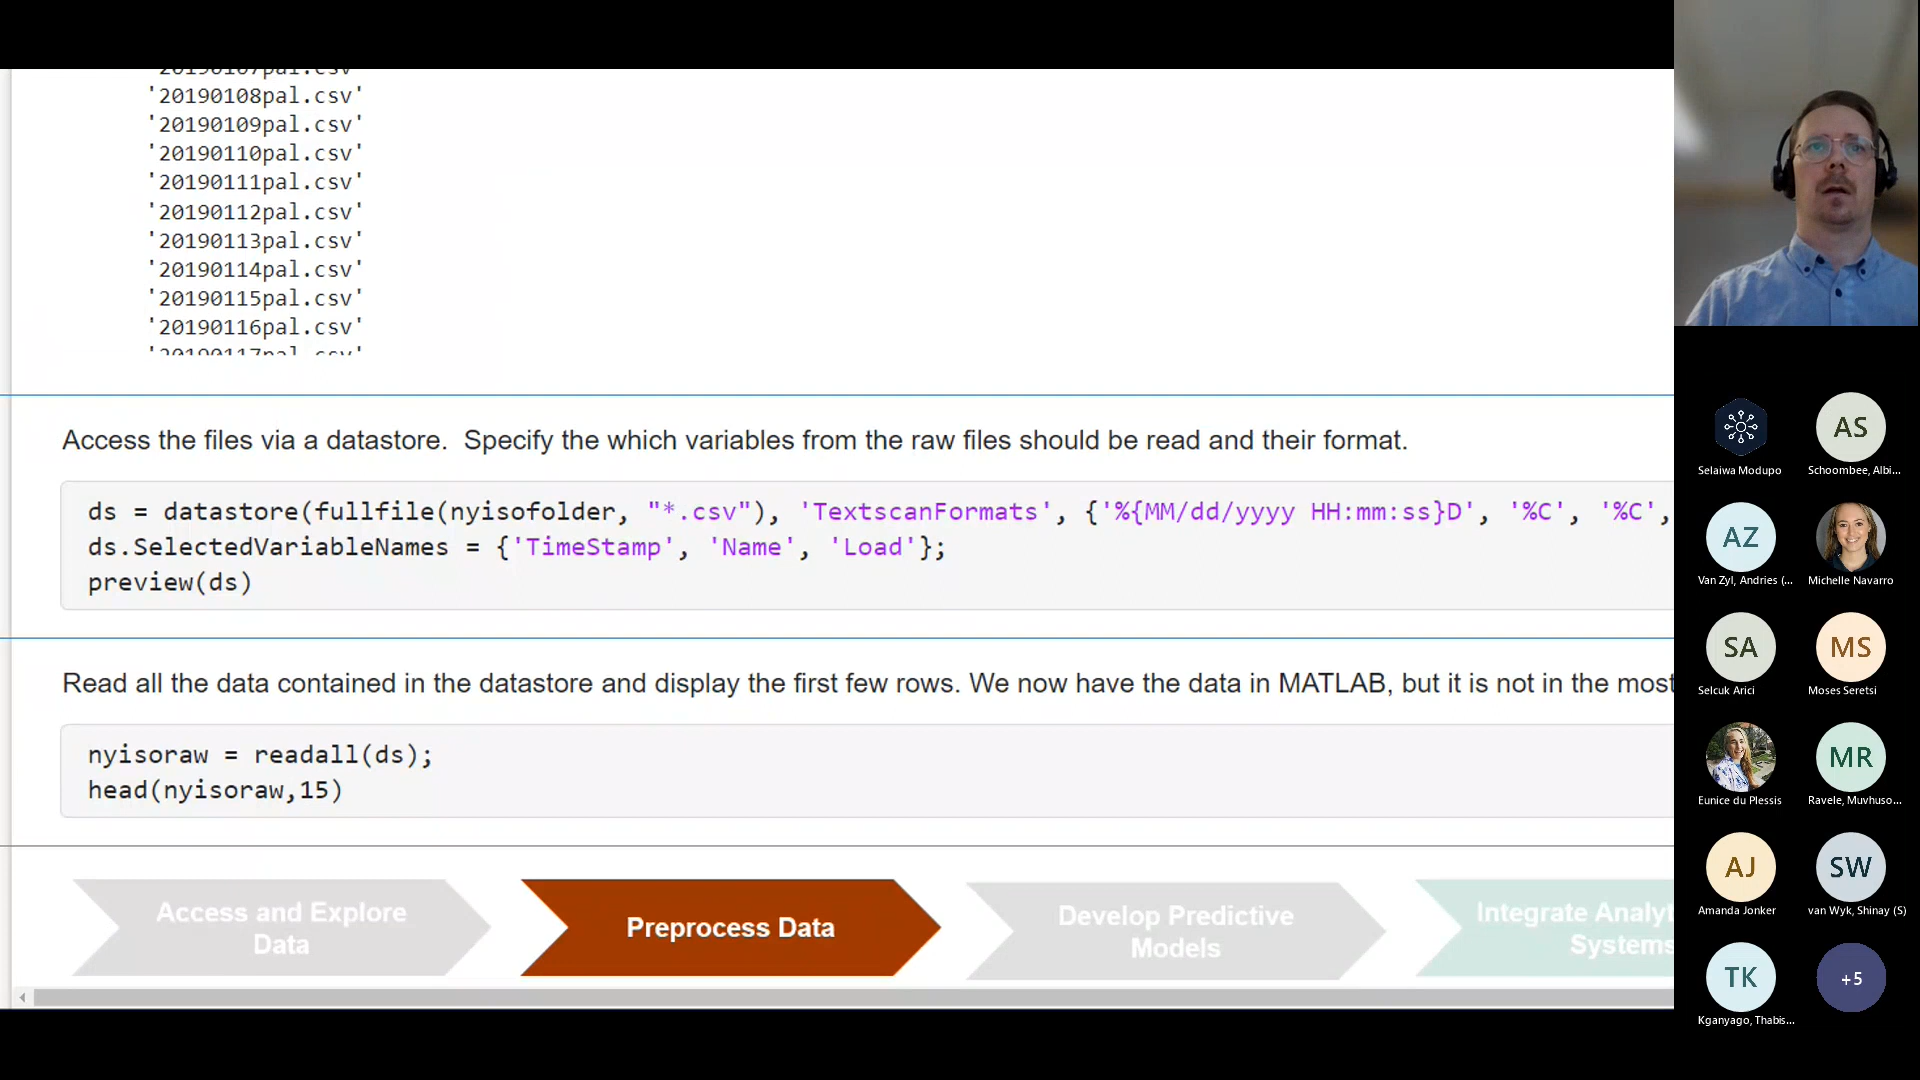 '20190107pal.csv'
'20190108pal.csv'
'20190109pal.csv'
'20190110pal.csv'
'20190111pal.csv'
'20190112pal.csv'
'20190113pal.csv'
'20190114pal.csv'
'20190115pal.csv'
'20190116pal.csv'
'20190117pal.csv'
Access the files via a datastore. Specify the which variables from the raw files should be read and their format.
ds = datastore(fullfile(nyisofolder, "*.csv"), 'TextscanFormats', {'%{MM/dd/yyyy HH:mm:ss}D', '%C', '%C',
ds.SelectedVariableNames = {'TimeStamp', 'Name', 'Load'};
preview(ds)
Read all the data contained in the datastore and display the first few rows. We now have the data in MATLAB, but it is not in the most
nyisoraw = readall(ds);
head(nyisoraw,15)
Access and Explore
Data
Preprocess Data
Develop Predictive
Models
Integrate Analyt
Systems
Selaiwa Modupo
AS
Schoombee, Albi...
AZ
Van Zyl, Andries (...
Michelle Navarro
SA
Selcuk Arici
MS
Moses Seretsi
Eunice du Plessis
MR
Ravele, Muvhuso...
AJ
Amanda Jonker
SW
van Wyk, Shinay (S)
TK
Kganyago, Thabis...
+5